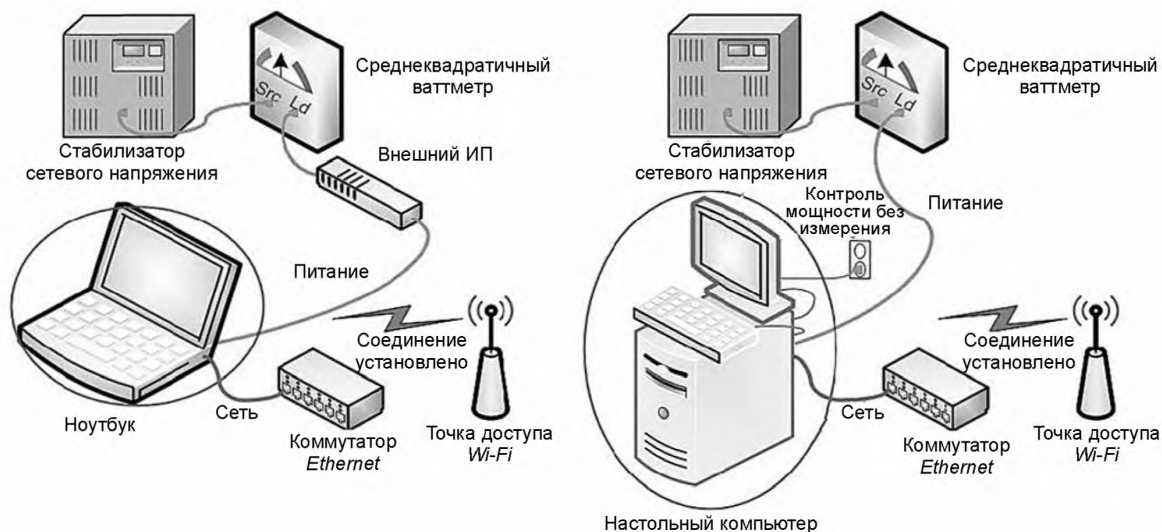 Src Ld
Среднеквадратичный
ваттметр
Стабилизатор
сетевого напряжения
Внешний ИП
Питание
Соединение
установлено
Ноутбук
Сеть
Коммутатор
Ethernet
Точка доступа
Wi-Fi
Src Ld
Среднеквадратичный
ваттметр
Стабилизатор
сетевого напряжения
Контроль
мощности без
измерения
Питание
Соединение
установлено
Сеть
Коммутатор
Ethernet
Точка доступа
Wi-Fi
Настольный компьютер